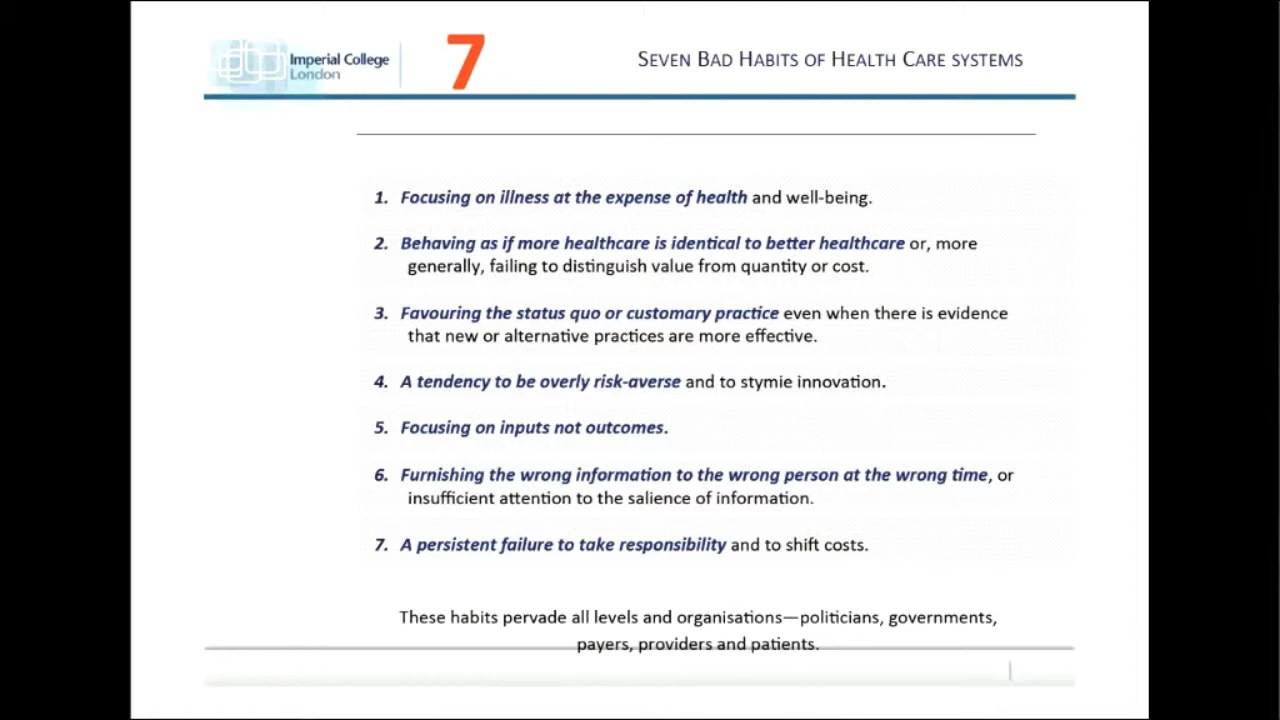 Imperial College
London
7
SEVEN BAD HABITS OF HEALTH CARE SYSTEMS
1. Focusing on illness at the expense of health and well-being.
2. Behaving as if more healthcare is identical to better healthcare or, more
generally, failing to distinguish value from quantity or cost.
3. Favouring the status quo or customary practice even when there is evidence
that new or alternative practices are more effective.
4. A tendency to be overly risk-averse and to stymie innovation.
5. Focusing on inputs not outcomes.
6. Furnishing the wrong information to the wrong person at the wrong time, or
insufficient attention to the salience of information.
7. A persistent failure to take responsibility and to shift costs.
These habits pervade all levels and organisations—politicians, governments,
payers, providers and patients.